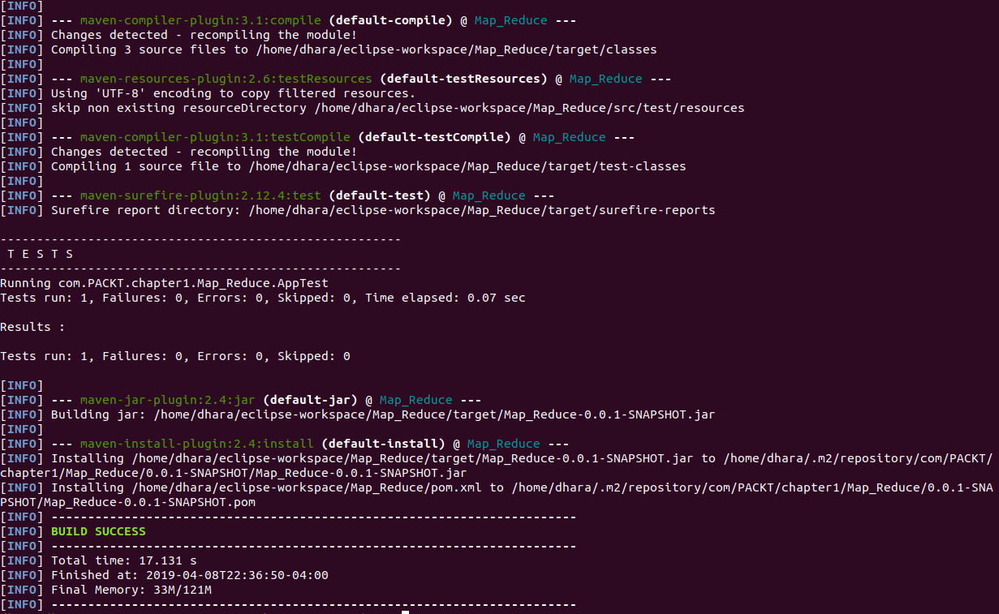 [INFO]
[INFO] --- maven-compiler-plugin:3.1:compile (default-compile) @ Map_Reduce ---
[INFO] Changes detected - recompiling the module!
[INFO] Compiling 3 source files to /home/dhara/eclipse-workspace/Map_Reduce/target/classes
[INFO]
[INFO] --- maven-resources-plugin:2.6:testResources (default-testResources) @ Map_Reduce ---
[INFO] Using 'UTF-8' encoding to copy filtered resources.
[INFO] skip non existing resourceDirectory /home/dhara/eclipse-workspace/Map_Reduce/src/test/resources
[INFO]
[INFO] --- maven-compiler-plugin:3.1:testCompile (default-testCompile) @ Map_Reduce ---
[INFO] Changes detected - recompiling the module!
[INFO] Compiling 1 source file to /home/dhara/eclipse-workspace/Map_Reduce/target/test-classes
[INFO]
[INFO] --- maven-surefire-plugin:2.12.4:test (default-test) @ Map_Reduce ---
[INFO] Surefire report directory: /home/dhara/eclipse-workspace/Map_Reduce/target/surefire-reports
-------------------------------------------------------
 T E S T S
-------------------------------------------------------
Running com.PACKT.chapter1.Map_Reduce.AppTest
Tests run: 1, Failures: 0, Errors: 0, Skipped: 0, Time elapsed: 0.07 sec
Results :
Tests run: 1, Failures: 0, Errors: 0, Skipped: 0
[INFO]
[INFO] --- maven-jar-plugin:2.4:jar (default-jar) @ Map_Reduce ---
[INFO] Building jar: /home/dhara/eclipse-workspace/Map_Reduce/target/Map_Reduce-0.0.1-SNAPSHOT.jar
[INFO]
[INFO] --- maven-install-plugin:2.4:install (default-install) @ Map_Reduce ---
[INFO] Installing /home/dhara/eclipse-workspace/Map_Reduce/target/Map_Reduce-0.0.1-SNAPSHOT.jar to /home/dhara/.m2/repository/com/PACKT/
chapter1/Map_Reduce/0.0.1-SNAPSHOT/Map_Reduce-0.0.1-SNAPSHOT.jar
[INFO] Installing /home/dhara/eclipse-workspace/Map_Reduce/pom.xml to /home/dhara/.m2/repository/com/PACKT/chapter1/Map_Reduce/0.0.1-SNA
PSHOT/Map_Reduce-0.0.1-SNAPSHOT.pom
[INFO] ------------------------------------------------------------------------
[INFO] BUILD SUCCESS
[INFO] ------------------------------------------------------------------------
[INFO] Total time: 17.131 s
[INFO] Finished at: 2019-04-08T22:36:50-04:00
[INFO] Final Memory: 33M/121M
[INFO] ------------------------------------------------------------------------